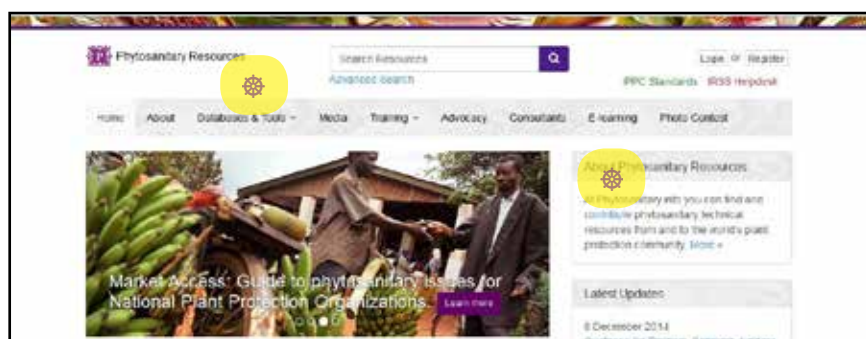 Phytosanitary Resources
Search Resources
Advanced Search
Login or Register
IPPC Standards IRSS Helpdesk
Home About Databases & Tools Media Training Advocacy Consultants E-learning Photo Contest
Market Access: Guide to phytosanitary issues for
National Plant Protection Organizations.
Learn more
About Phytosanitary Resources
At Phytosanitary.info you can find and
contribute phytosanitary technical
resources from and to the world's plant
protection community. More »
Latest Updates
8 December 2014